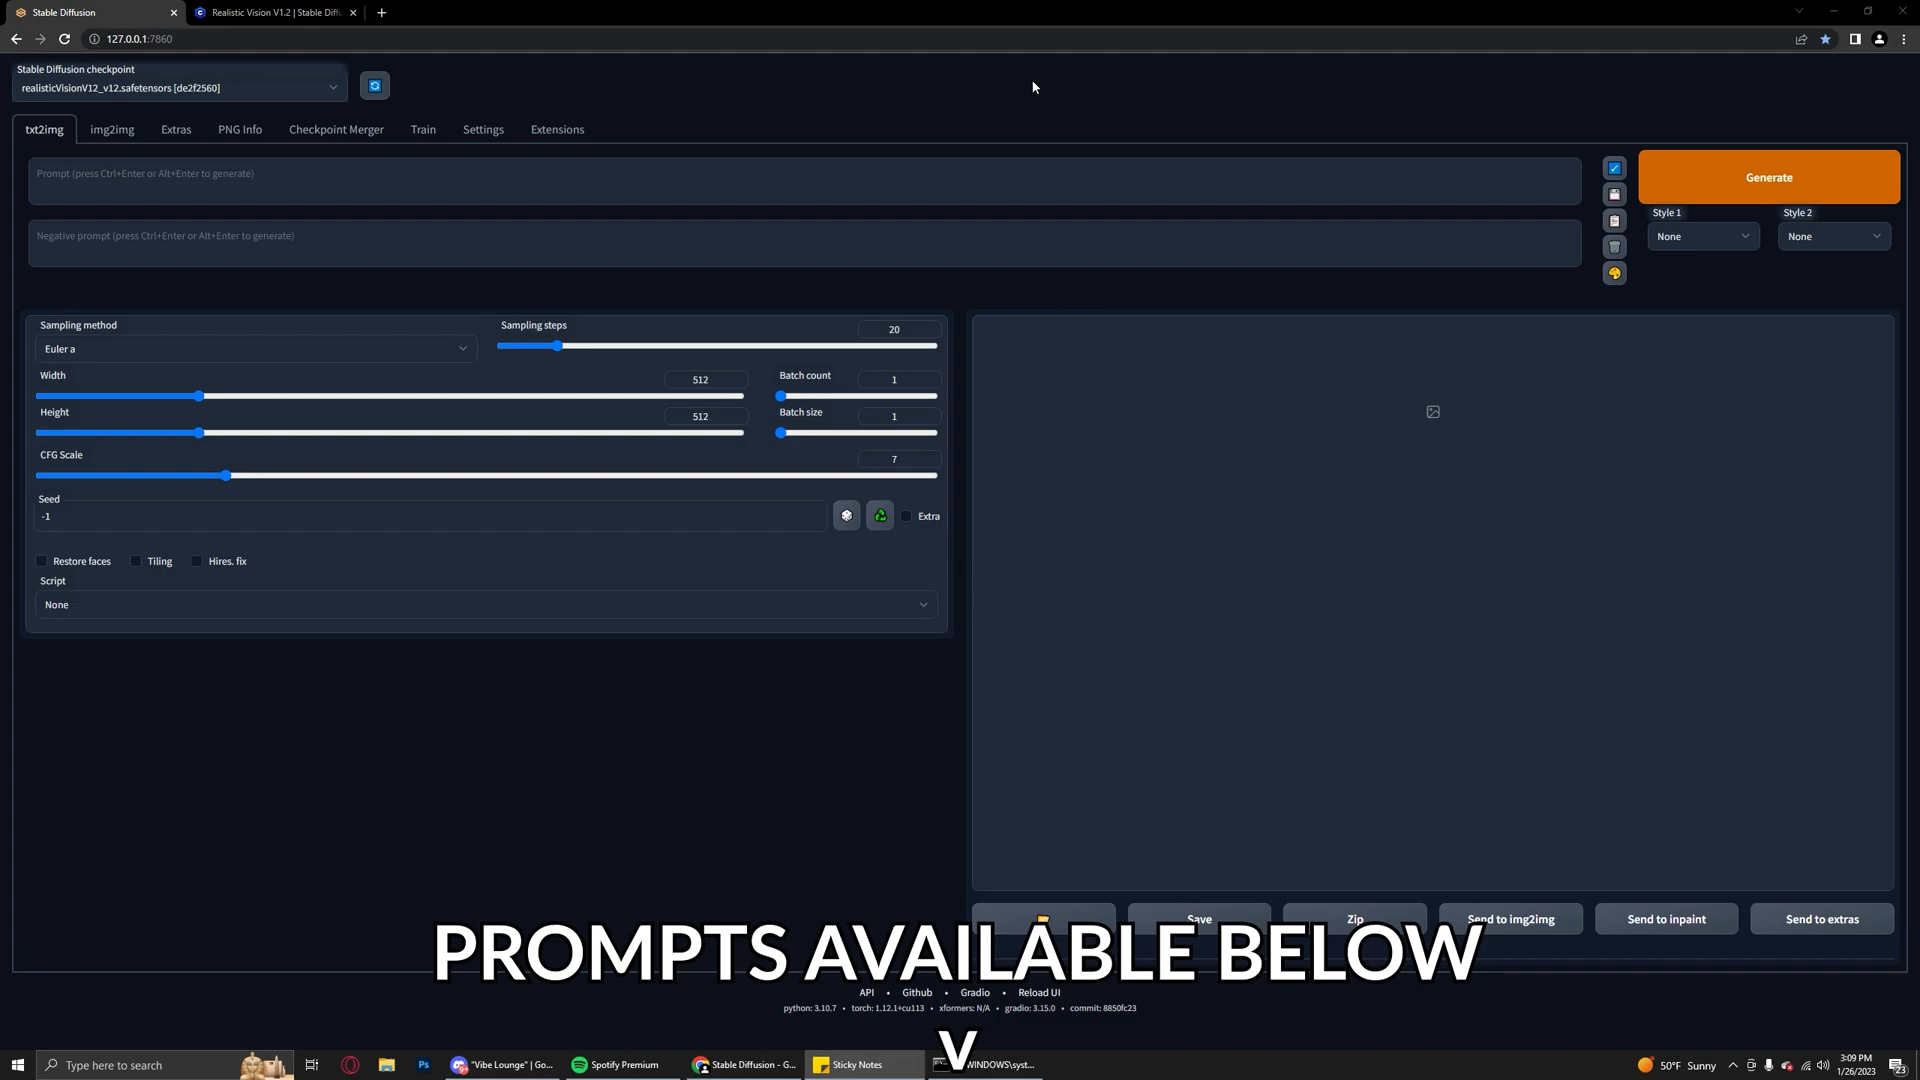 Stable Diffusion
Realistic Vision V1.2 | Stable Diff
127.0.0.1:7860
Stable Diffusion checkpoint
realisticVisionV12_v12.safetensors [de2f2560]
txt2img
img2img
Extras
PNG Info
Checkpoint Merger
Train
Settings
Extensions
Prompt (press Ctrl+Enter or Alt+Enter to generate)
Negative prompt (press Ctrl+Enter or Alt+Enter to generate)
Generate
Style 1
Style 2
None
None
Sampling method
Euler a
Sampling steps
20
Width
512
Batch count
1
Height
512
Batch size
1
CFG Scale
7
Seed
-1
Extra
Restore faces
Tiling
Hires. fix
Script
None
Save
Zip
Send to img2img
Send to inpaint
Send to extras
PROMPTS AVAILABLE BELOW
V
API • Github • Gradio • Reload UI
python: 3.10.7 • torch: 1.12.1+cu113 • xformers: N/A • gradio: 3.15.0 • commit: 8850fc23
Type here to search
Ps
"Vibe Lounge" | Go...
Spotify Premium
Stable Diffusion - G...
Sticky Notes
WINDOWS\syst...
50°F Sunny
3:09 PM
1/26/2023
23